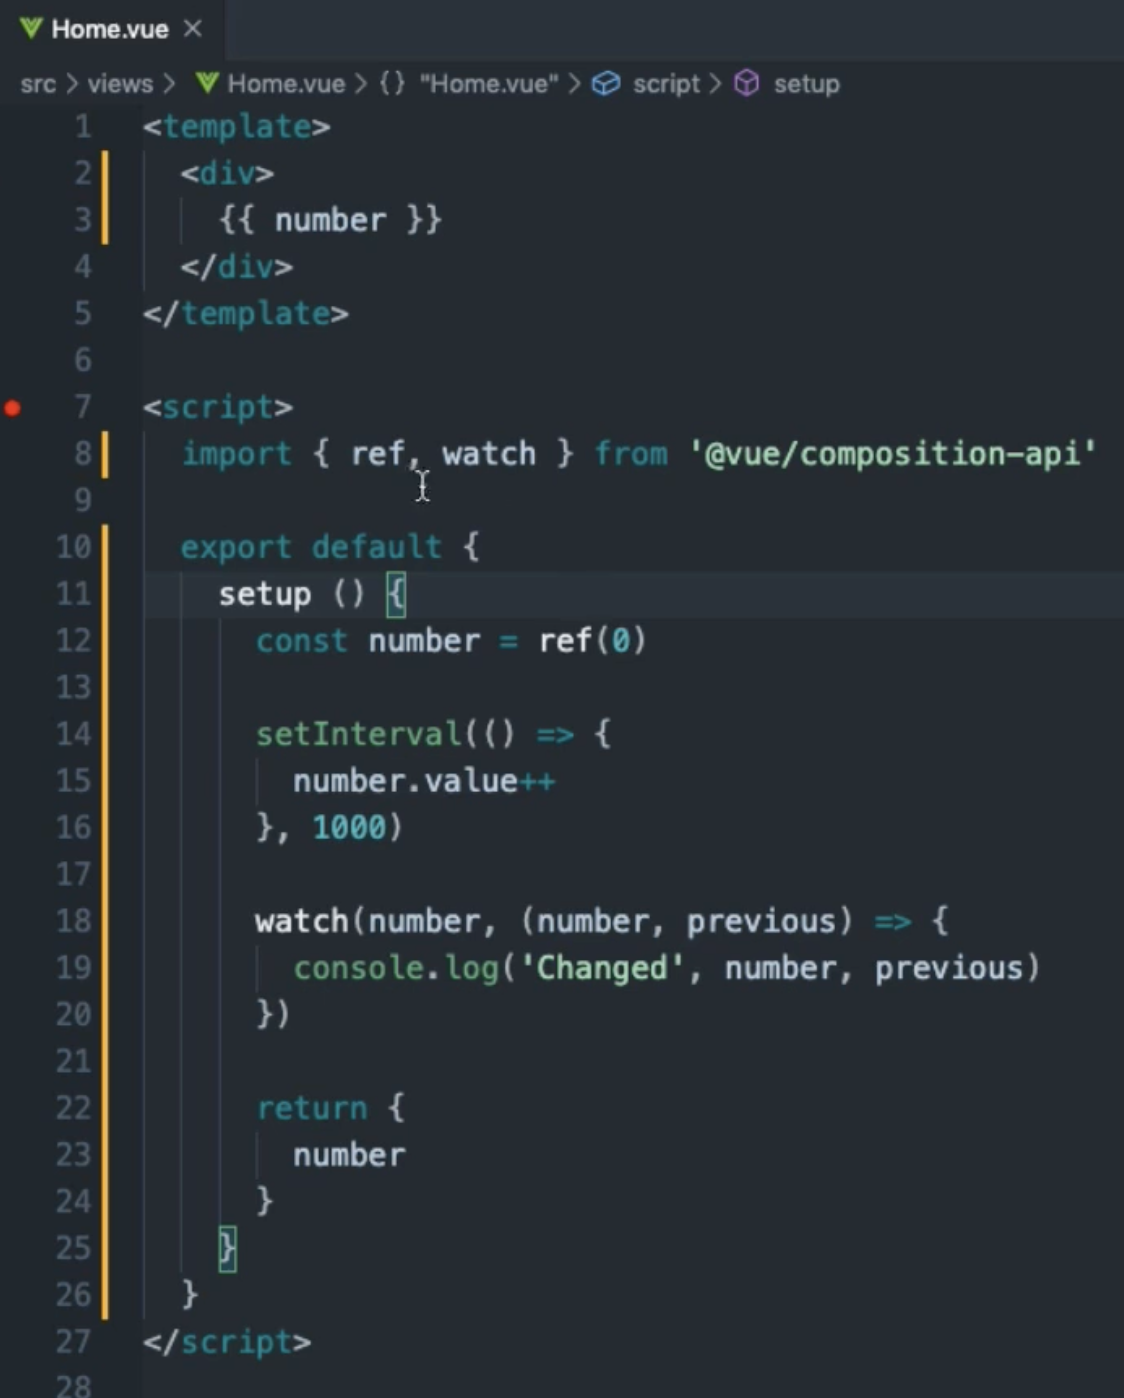 Home.vue ×
src > views > Home.vue > {} "Home.vue" > script > setup
1 <template>
2   <div>
3     {{ number }}
4   </div>
5 </template>
6
7 <script>
8   import { ref, watch } from '@vue/composition-api'
9
10   export default {
11     setup () {
12       const number = ref(0)
13
14       setInterval(() => {
15         number.value++
16       }, 1000)
17
18       watch(number, (number, previous) => {
19         console.log('Changed', number, previous)
20       })
21
22       return {
23         number
24       }
25     }
26   }
27 </script>
28